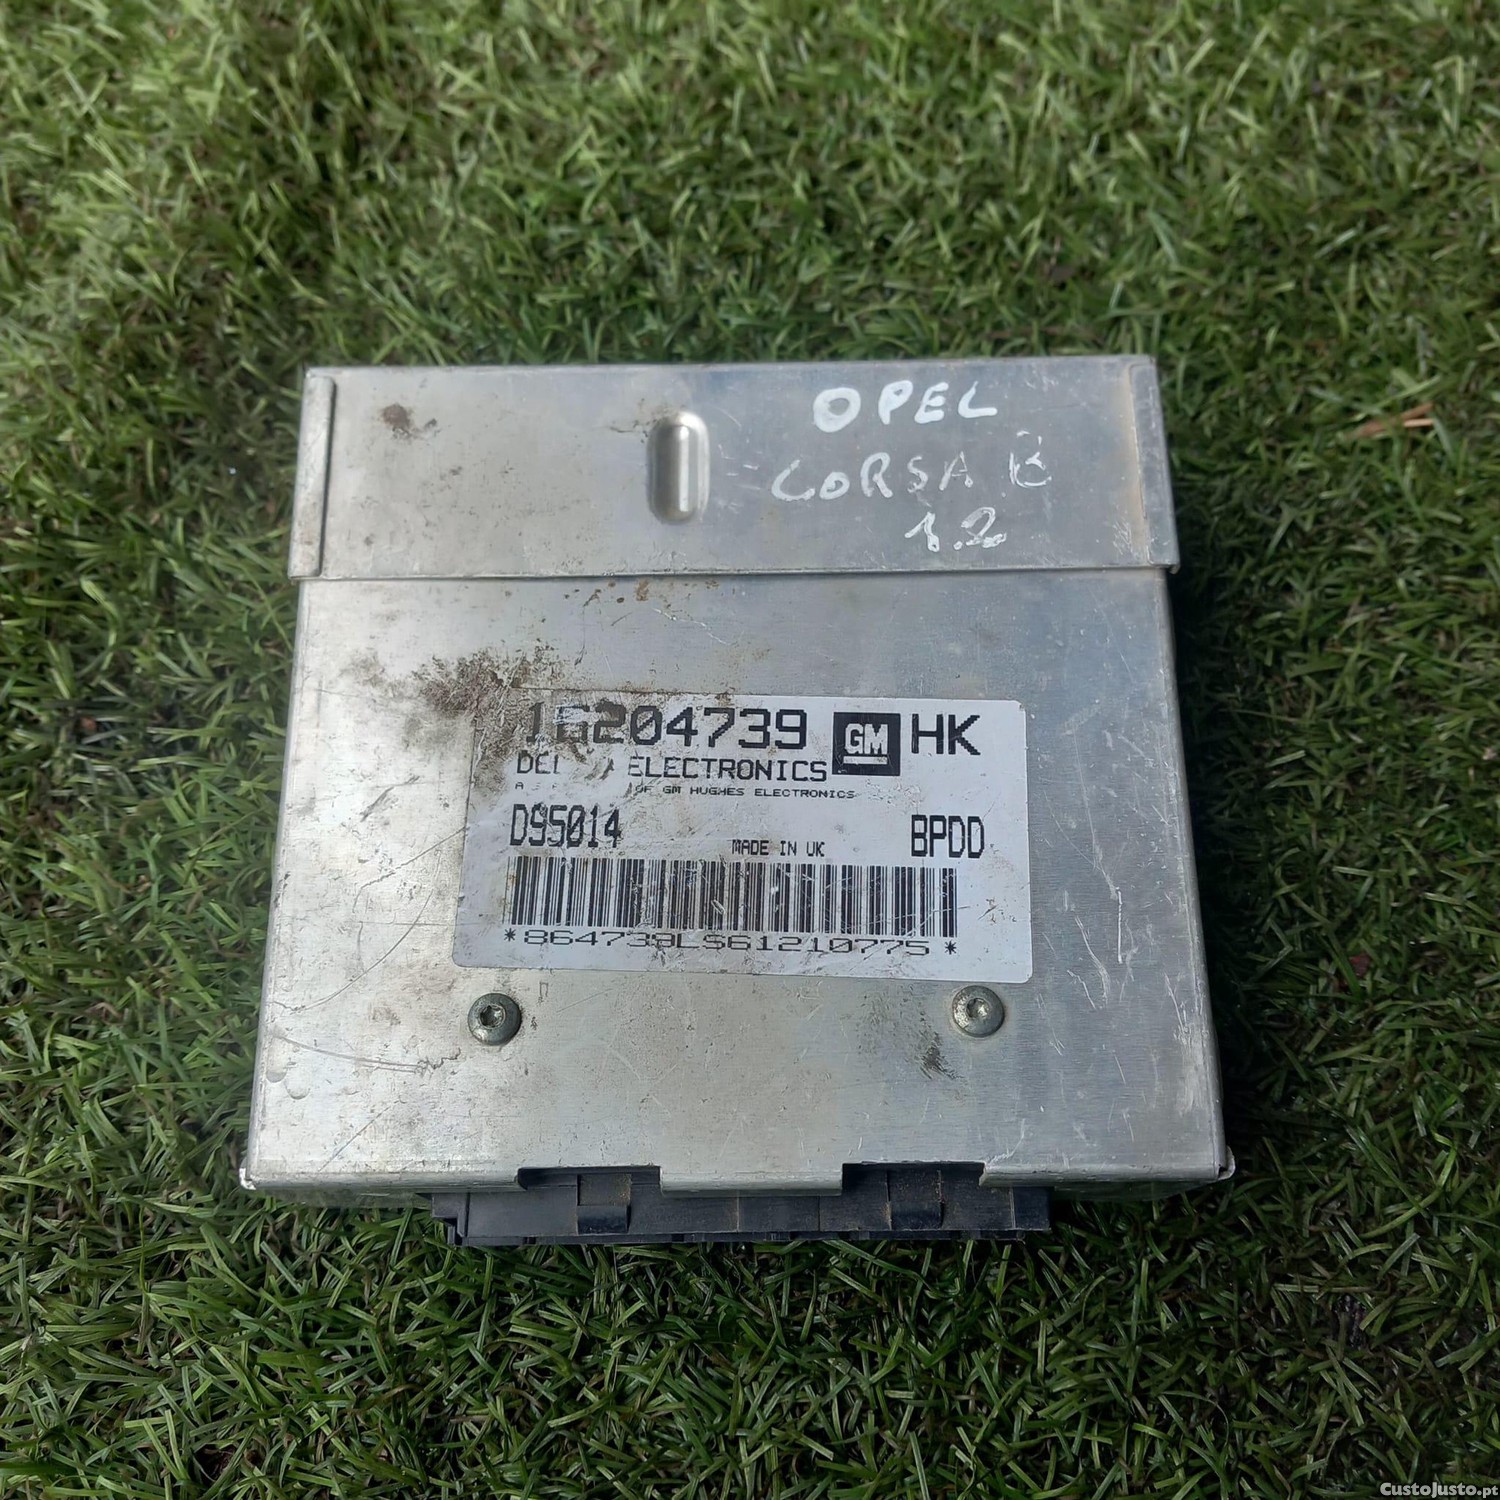 OPEL
CORSA B
1.2
16204739 GM HK
ELECTRONICS
OF GM HUGHES ELECTRONICS
D95014 MADE IN UK BPDD
*864739LS61210775*
CustoJusto.pt